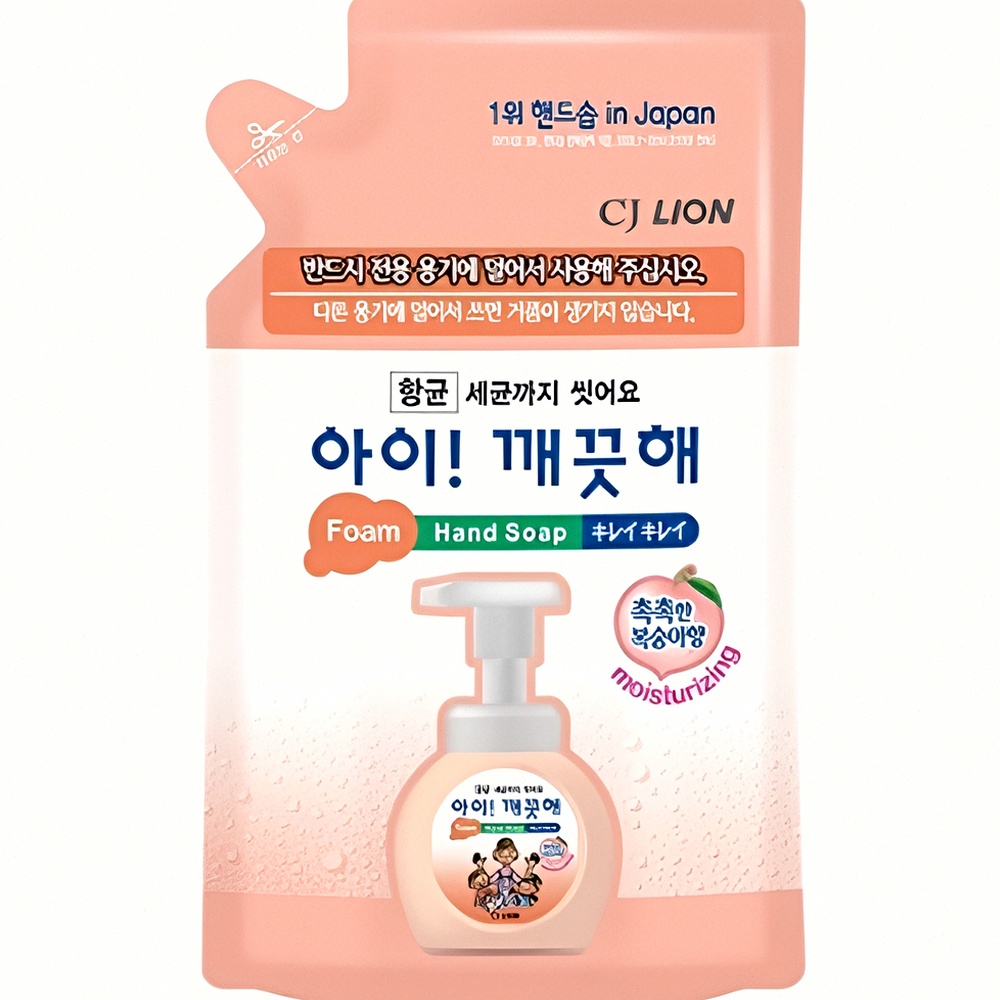 1위 핸드솝 in Japan
CJ LION
반드시 전용 용기에 덜어서 사용해 주십시오.
다른 용기에 덜어서 쓰면 거품이 생기지 않습니다.
항균 세균까지 씻어요
아이! 깨끗해
Foam Hand Soap キレイキレイ
촉촉한
복숭아향
moisturizing
아이! 깨끗해